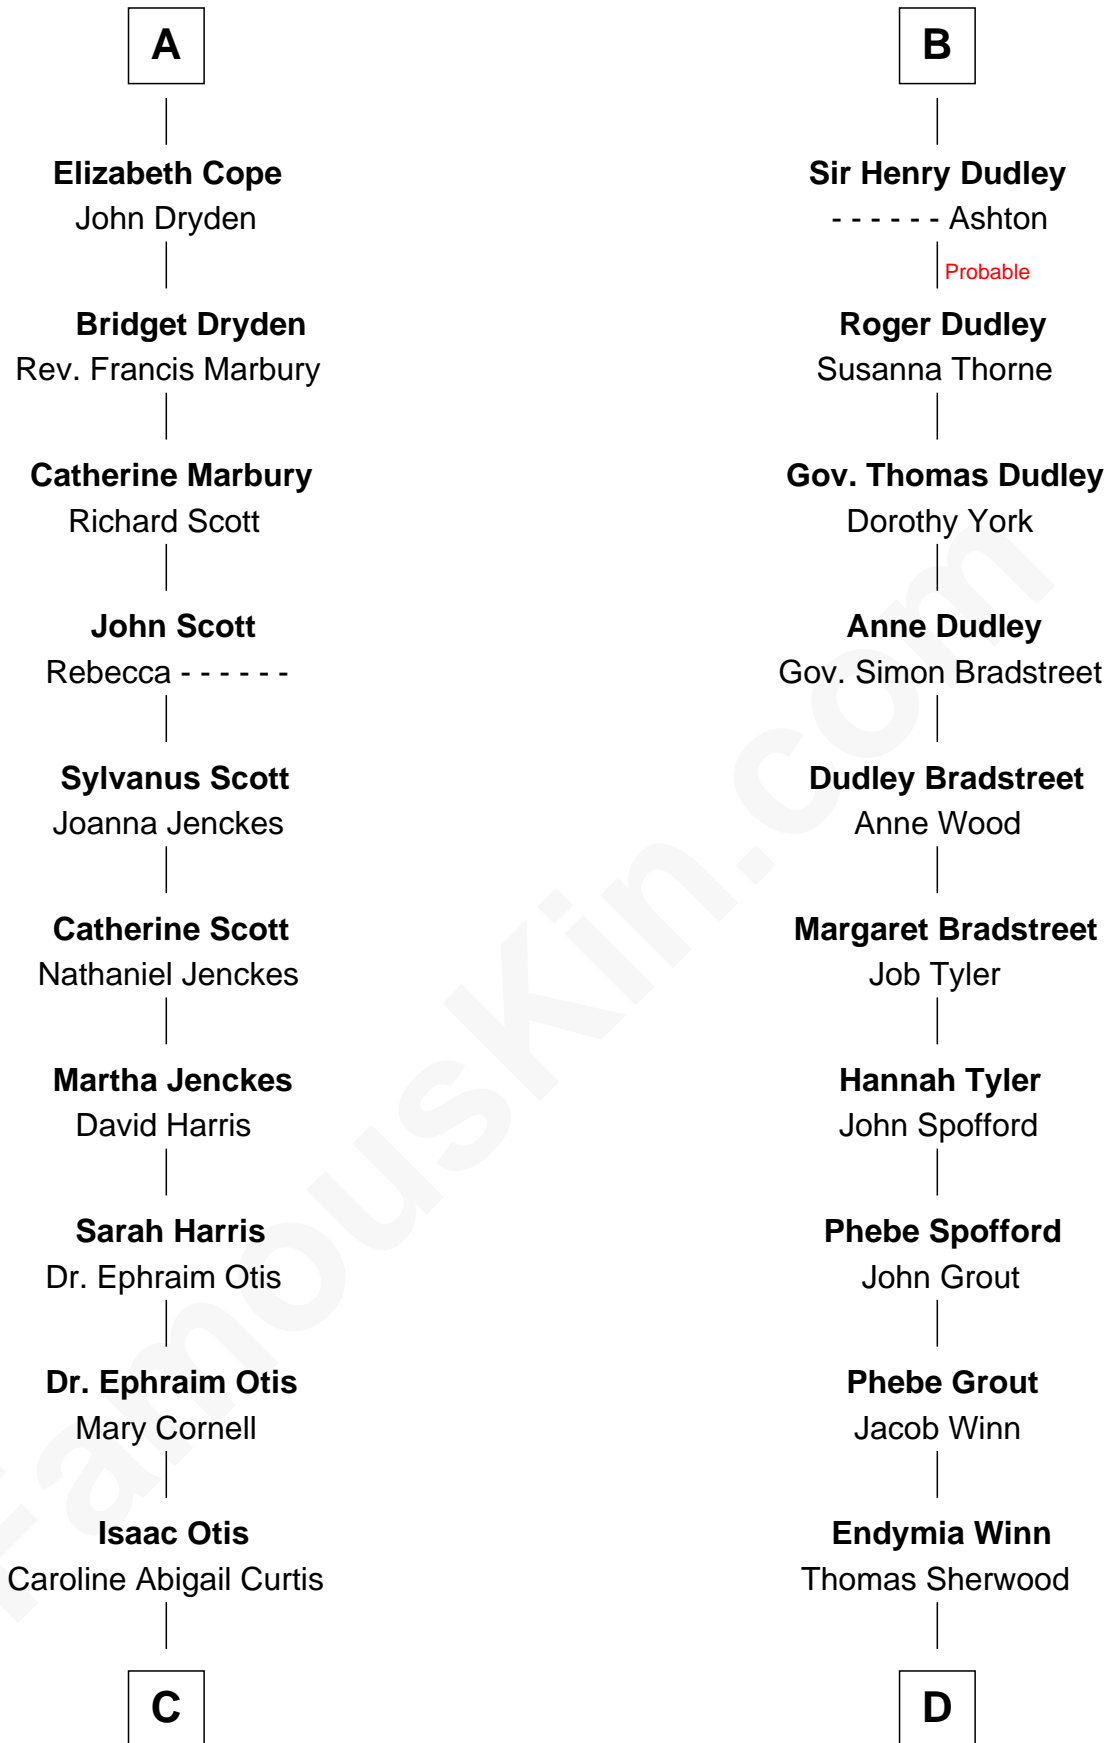 A
Elizabeth Cope
John Dryden
Bridget Dryden
Rev. Francis Marbury
Catherine Marbury
Richard Scott
John Scott
Rebecca - - - - - -
Sylvanus Scott
Joanna Jenckes
Catherine Scott
Nathaniel Jenckes
Martha Jenckes
David Harris
Sarah Harris
Dr. Ephraim Otis
Dr. Ephraim Otis
Mary Cornell
Isaac Otis
Caroline Abigail Curtis
C
B
Sir Henry Dudley
- - - - - - Ashton
Probable
Roger Dudley
Susanna Thorne
Gov. Thomas Dudley
Dorothy York
Anne Dudley
Gov. Simon Bradstreet
Dudley Bradstreet
Anne Wood
Margaret Bradstreet
Job Tyler
Hannah Tyler
John Spofford
Phebe Spofford
John Grout
Phebe Grout
Jacob Winn
Endymia Winn
Thomas Sherwood
D
FamousKin.com